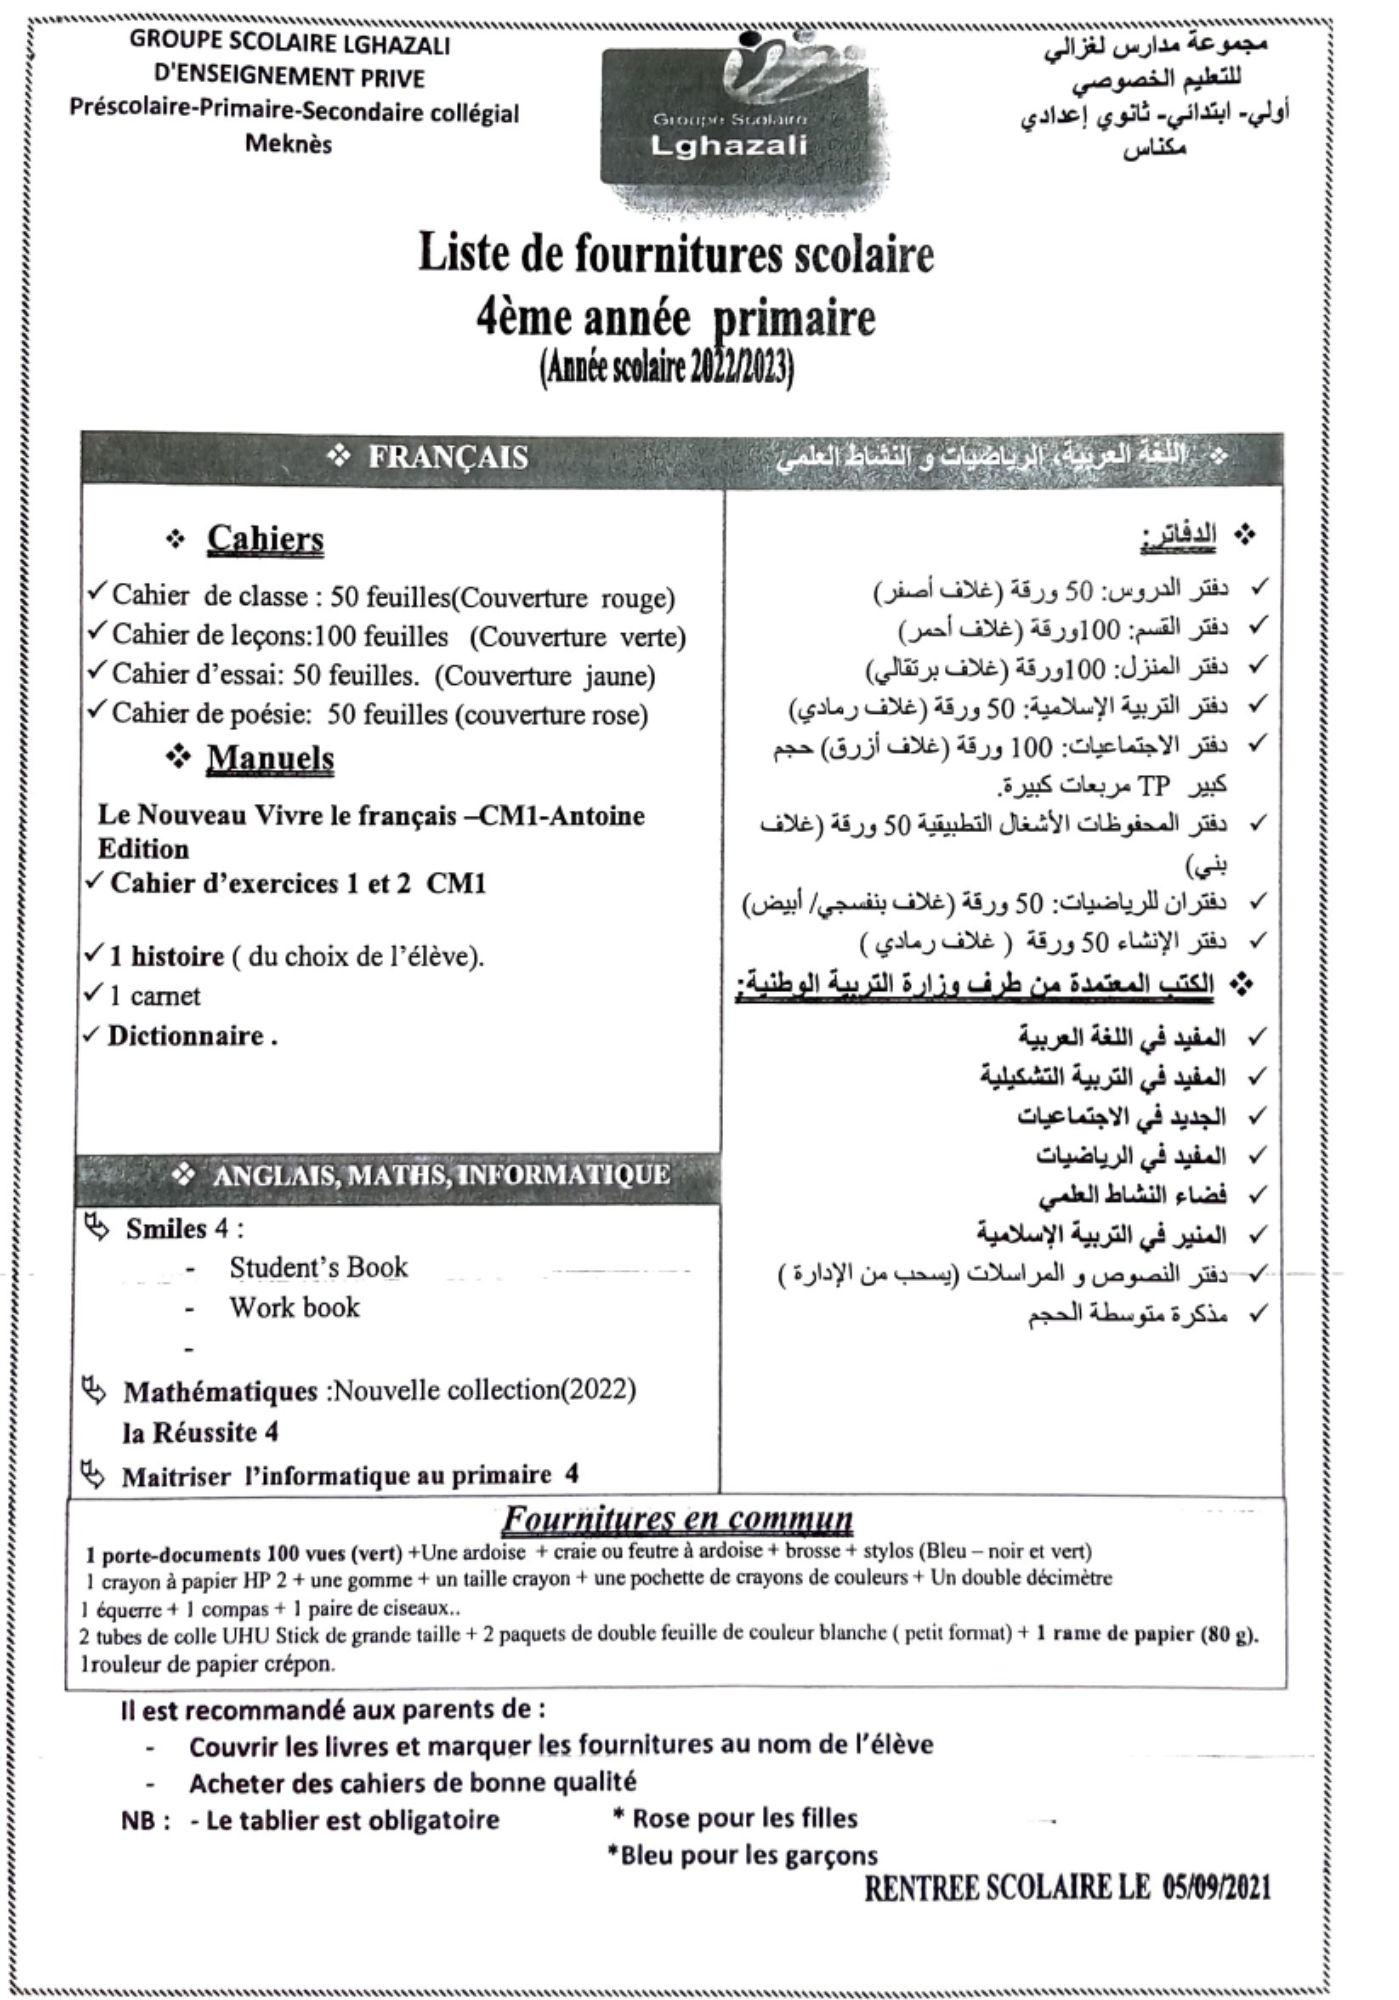 GROUPE SCOLAIRE LGHAZALI
D'ENSEIGNEMENT PRIVE
Préscolaire-Primaire-Secondaire collégial
Meknès
Groupe Scolaire
Lghazali
مجموعة مدارس لغزالي
للتعليم الخصوصي
أولي- ابتدائي- ثانوي إعدادي
مكناس
Liste de fournitures scolaire
4ème année primaire
(Année scolaire 2022/2023)
❖ FRANÇAIS
❖ Cahiers
✓ Cahier de classe : 50 feuilles(Couverture rouge)
✓ Cahier de leçons:100 feuilles (Couverture verte)
✓ Cahier d'essai: 50 feuilles. (Couverture jaune)
✓ Cahier de poésie: 50 feuilles (couverture rose)
❖ Manuels
Le Nouveau Vivre le français –CM1-Antoine
Edition
✓ Cahier d'exercices 1 et 2 CM1
✓ 1 histoire ( du choix de l'élève).
✓ 1 carnet
✓ Dictionnaire .
❖ ANGLAIS, MATHS, INFORMATIQUE
Smiles 4 :
- Student's Book
- Work book
-
Mathématiques :Nouvelle collection(2022)
la Réussite 4
Maitriser l'informatique au primaire 4
❖ اللغة العربية، الرياضيات و النشاط العلمي
❖ الدفاتر:
✓ دفتر الدروس: 50 ورقة (غلاف أصفر)
✓ دفتر القسم: 100ورقة (غلاف أحمر)
✓ دفتر المنزل: 100ورقة (غلاف برتقالي)
✓ دفتر التربية الإسلامية: 50 ورقة (غلاف رمادي)
✓ دفتر الاجتماعيات: 100 ورقة (غلاف أزرق) حجم
كبير TP مربعات كبيرة.
✓ دفتر المحفوظات الأشغال التطبيقية 50 ورقة (غلاف
بني)
✓ دفتران للرياضيات: 50 ورقة (غلاف بنفسجي/ أبيض)
✓ دفتر الإنشاء 50 ورقة ( غلاف رمادي )
❖ الكتب المعتمدة من طرف وزارة التربية الوطنية:
✓ المفيد في اللغة العربية
✓ المفيد في التربية التشكيلية
✓ الجديد في الاجتماعيات
✓ المفيد في الرياضيات
✓ فضاء النشاط العلمي
✓ المنير في التربية الإسلامية
✓ دفتر النصوص و المراسلات (يسحب من الإدارة )
✓ مذكرة متوسطة الحجم
Fournitures en commun
1 porte-documents 100 vues (vert) +Une ardoise + craie ou feutre à ardoise + brosse + stylos (Bleu – noir et vert)
1 crayon à papier HP 2 + une gomme + un taille crayon + une pochette de crayons de couleurs + Un double décimètre
1 équerre + 1 compas + 1 paire de ciseaux..
2 tubes de colle UHU Stick de grande taille + 2 paquets de double feuille de couleur blanche ( petit format) + 1 rame de papier (80 g).
1rouleur de papier crépon.
Il est recommandé aux parents de :
- Couvrir les livres et marquer les fournitures au nom de l'élève
- Acheter des cahiers de bonne qualité
NB : - Le tablier est obligatoire * Rose pour les filles
*Bleu pour les garçons
RENTREE SCOLAIRE LE 05/09/2021